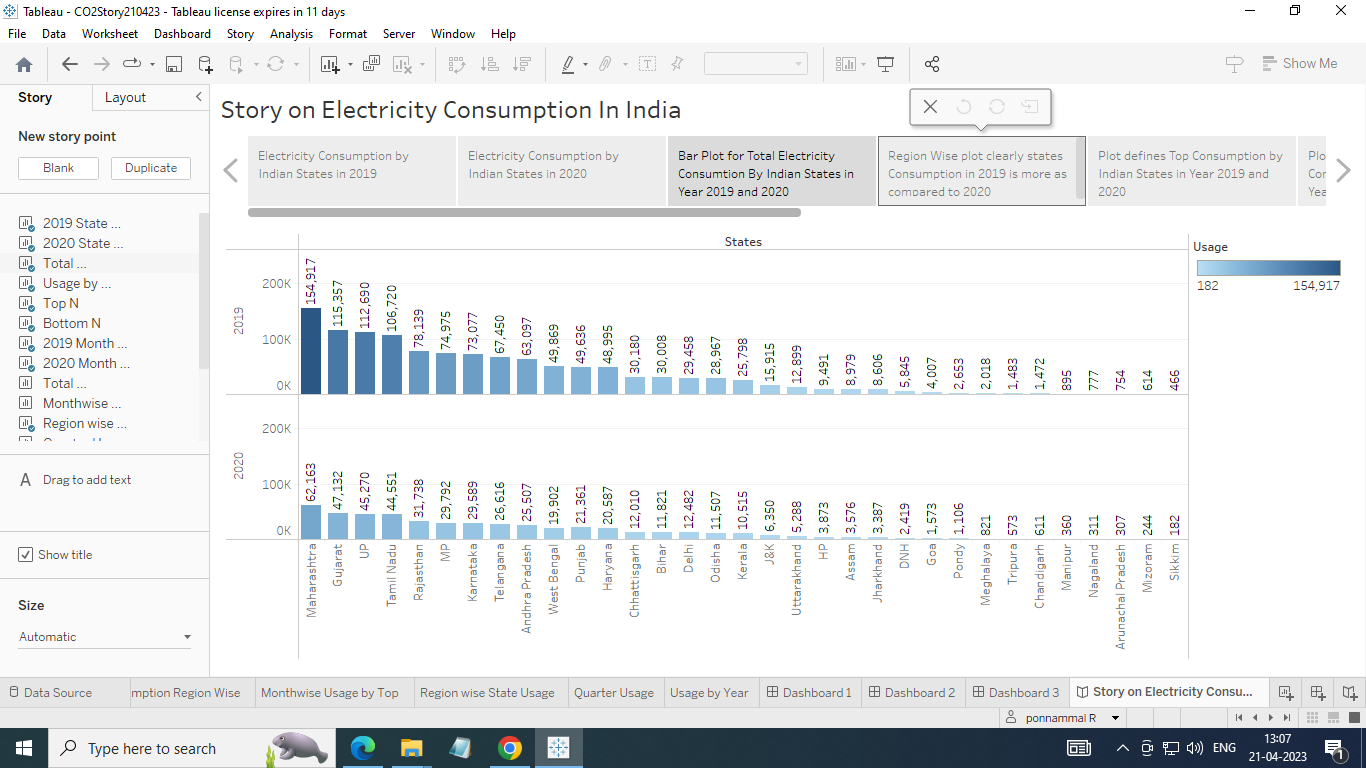 Tableau - CO2Story210423 - Tableau license expires in 11 days
File Data Worksheet Dashboard Story Analysis Format Server Window Help
Show Me
Story Layout
New story point
Blank Duplicate
2019 State ...
2020 State ...
Total ...
Usage by ...
Top N
Bottom N
2019 Month ...
2020 Month ...
Total ...
Monthwise ...
Region wise ...
A Drag to add text
Show title
Size
Automatic
Story on Electricity Consumption In India
Electricity Consumption by
Indian States in 2019
Electricity Consumption by
Indian States in 2020
Bar Plot for Total Electricity
Consumtion By Indian States in
Year 2019 and 2020
Region Wise plot clearly states
Consumption in 2019 is more as
compared to 2020
Plot defines Top Consumption by
Indian States in Year 2019 and
2020
Plo
Con
Yea
States
Usage
182 154,917
2019
200K
100K
0K
154,917 115,357 112,690 106,720 78,139 74,975 73,077 67,450 63,097 49,869 49,636 48,995 30,180 30,008 29,458 28,967 25,798 15,915 12,899 9,491 8,979 8,606 5,845 4,007 2,653 2,018 1,483 1,472 895 777 754 614 466
2020
200K
100K
0K
62,163 47,132 45,270 44,551 31,738 29,792 29,589 26,616 25,507 19,902 21,361 20,587 12,010 11,821 12,482 11,507 10,515 6,350 5,288 3,873 3,576 3,387 2,419 1,573 1,106 821 573 611 360 311 307 244 182
Maharashtra Gujarat UP Tamil Nadu Rajasthan MP Karnataka Telangana Andhra Pradesh West Bengal Punjab Haryana Chhattisgarh Bihar Delhi Odisha Kerala J&K Uttarakhand HP Assam Jharkhand DNH Goa Pondy Meghalaya Tripura Chandigarh Manipur Nagaland Arunachal Pradesh Mizoram Sikkim
Data Source mption Region Wise Monthwise Usage by Top Region wise State Usage Quarter Usage Usage by Year Dashboard 1 Dashboard 2 Dashboard 3 Story on Electricity Consu...
ponnammal R
Type here to search
ENG
13:07
21-04-2023
1